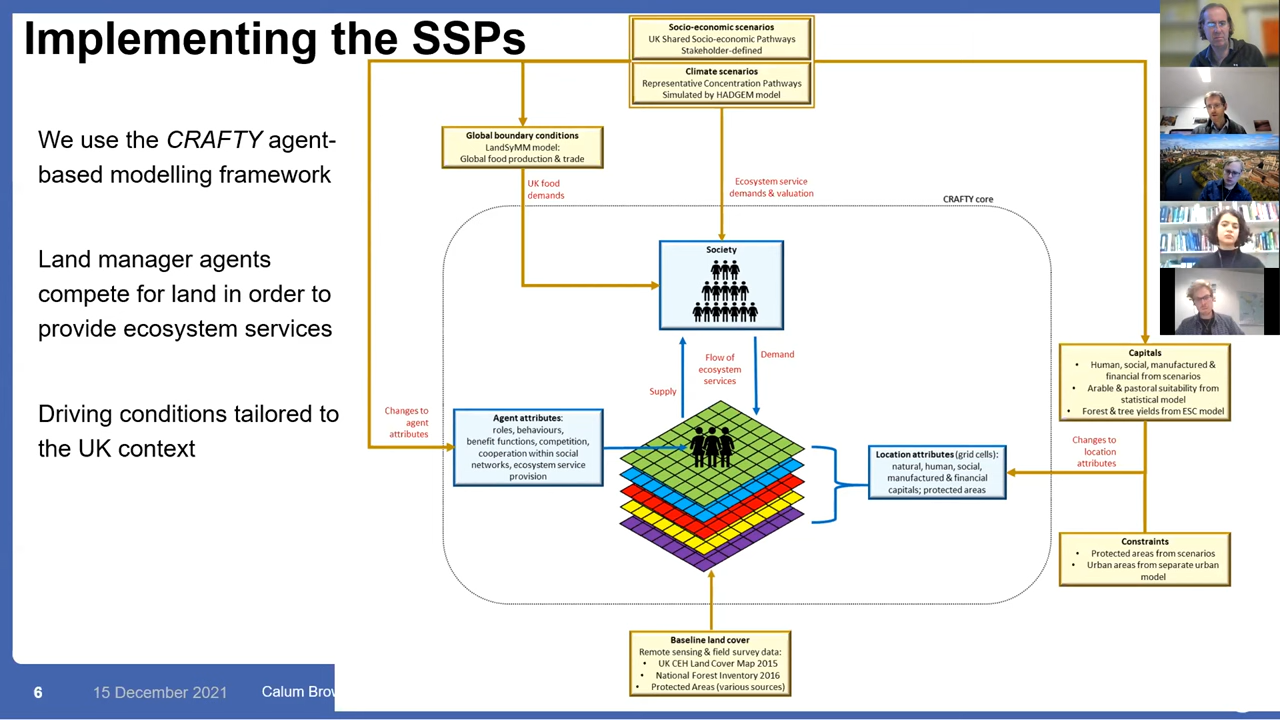 Implementing the SSPs
We use the CRAFTY agent-
based modelling framework
Land manager agents
compete for land in order to
provide ecosystem services
Driving conditions tailored to
the UK context
Socio-economic scenarios
UK Shared Socio-economic Pathways
Stakeholder-defined
Climate scenarios
Representative Concentration Pathways
Simulated by HADGEM model
Global boundary conditions
LandSyMM model:
Global food production & trade
UK food
demands
Ecosystem service
demands & valuation
CRAFTY core
Society
Supply
Flow of
ecosystem
services
Demand
Changes to
agent
attributes
Agent attributes:
roles, behaviours,
benefit functions, competition,
cooperation within social
networks, ecosystem service
provision
Location attributes (grid cells):
natural, human, social,
manufactured & financial
capitals; protected areas
Capitals
• Human, social, manufactured &
financial from scenarios
• Arable & pastoral suitability from
statistical model
• Forest & tree yields from ESC model
Changes to
location
attributes
Constraints
• Protected areas from scenarios
• Urban areas from separate urban
model
Baseline land cover
Remote sensing & field survey data:
• UK CEH Land Cover Map 2015
• National Forest Inventory 2016
• Protected Areas (various sources)
6
15 December 2021
Calum Brow